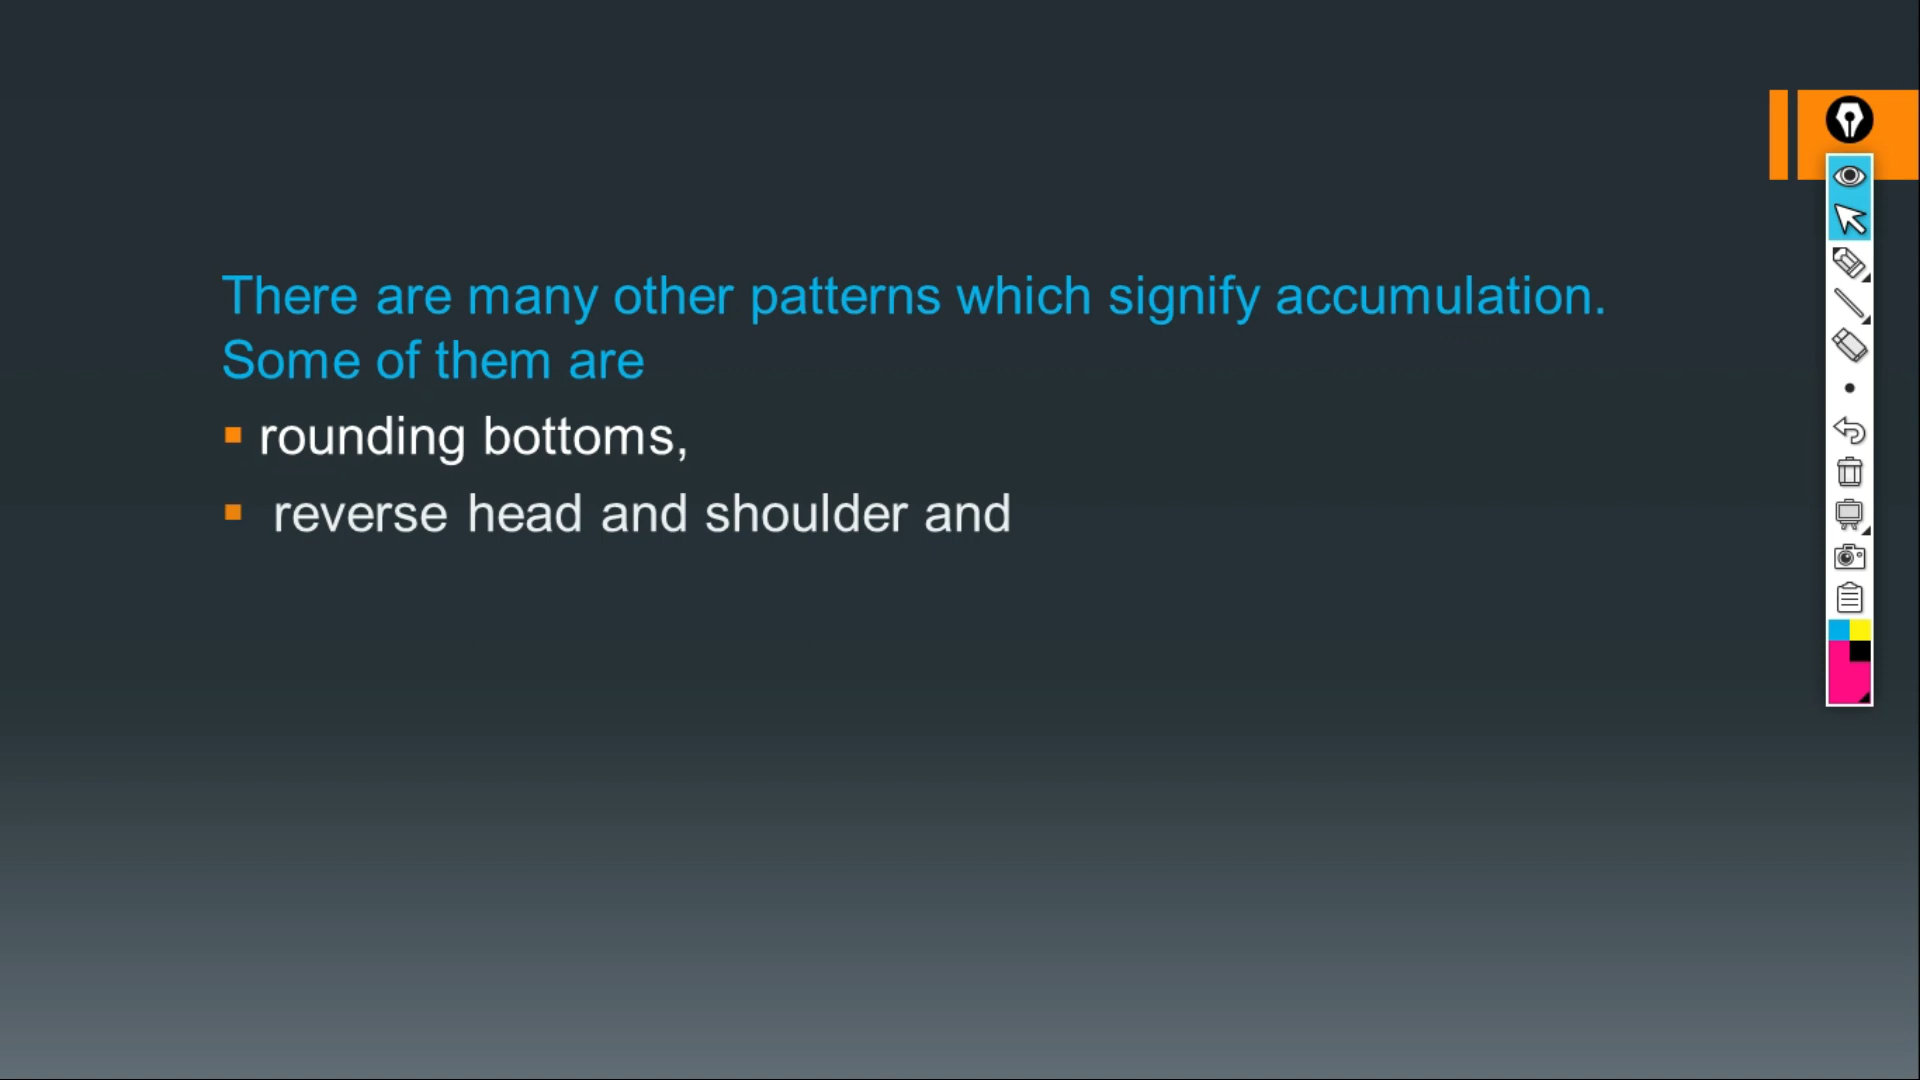 There are many other patterns which signify accumulation.
Some of them are
rounding bottoms,
reverse head and shoulder and